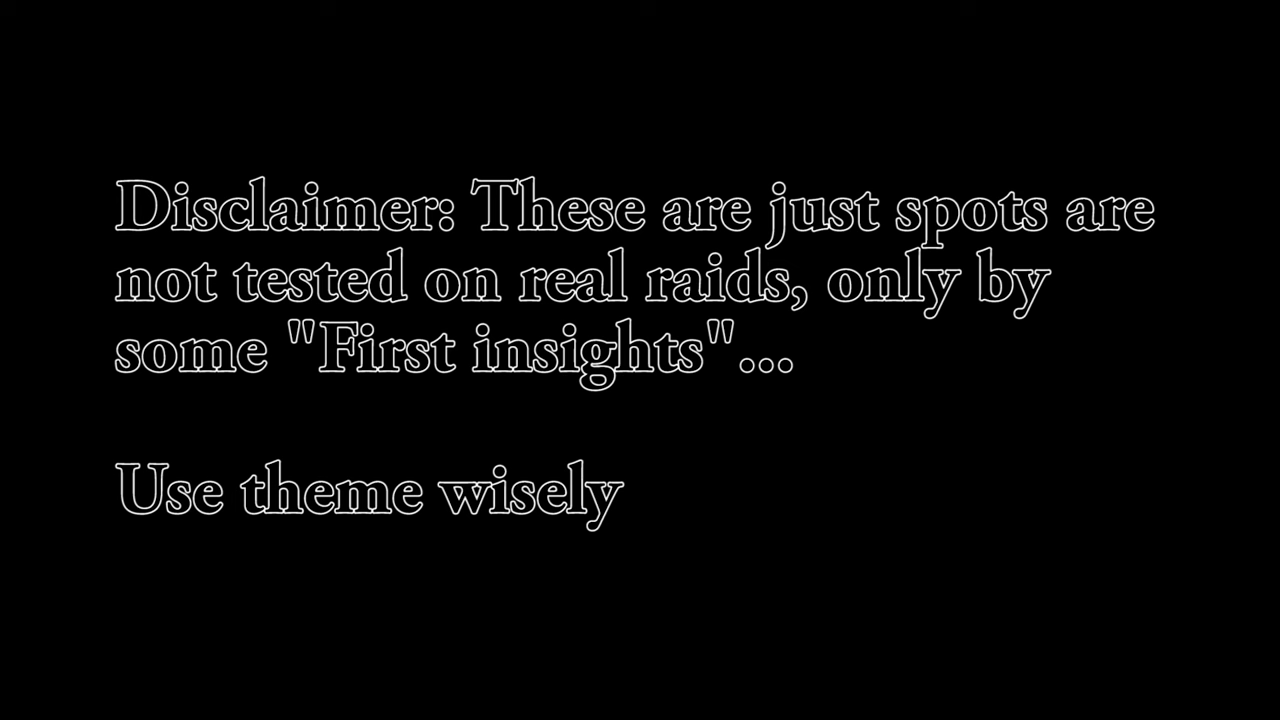 Disclaimer: These are just spots are
not tested on real raids, only by
some "First insights"...
Use theme wisely